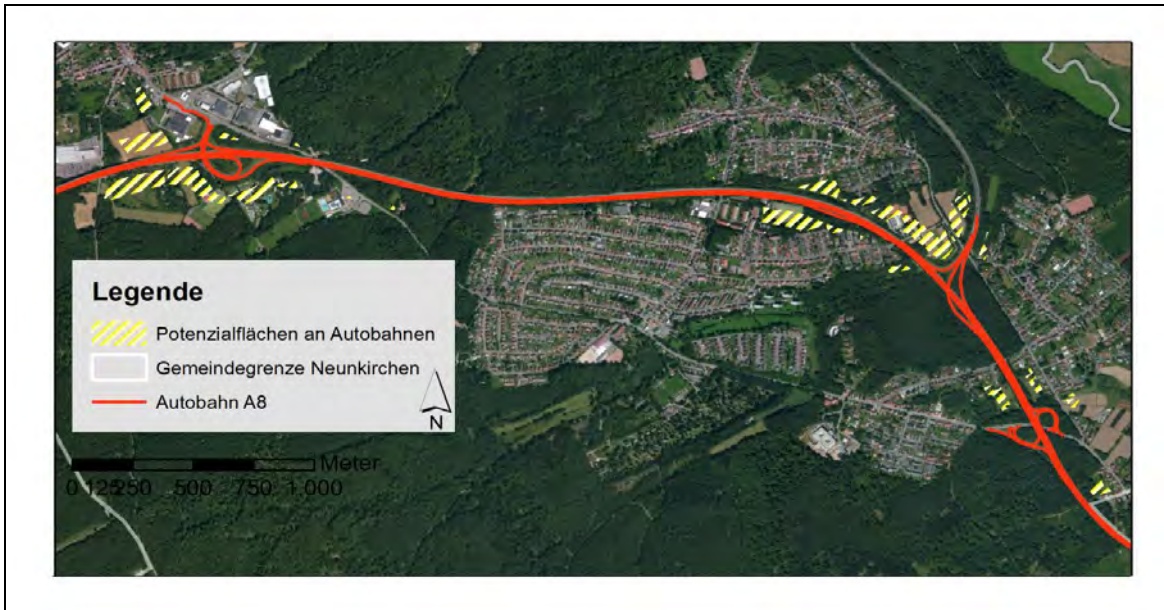 Legende
Potenzialflächen an Autobahnen
Gemeindegrenze Neunkirchen
Autobahn A8
N
Meter
0 125 250 500 750 1 000